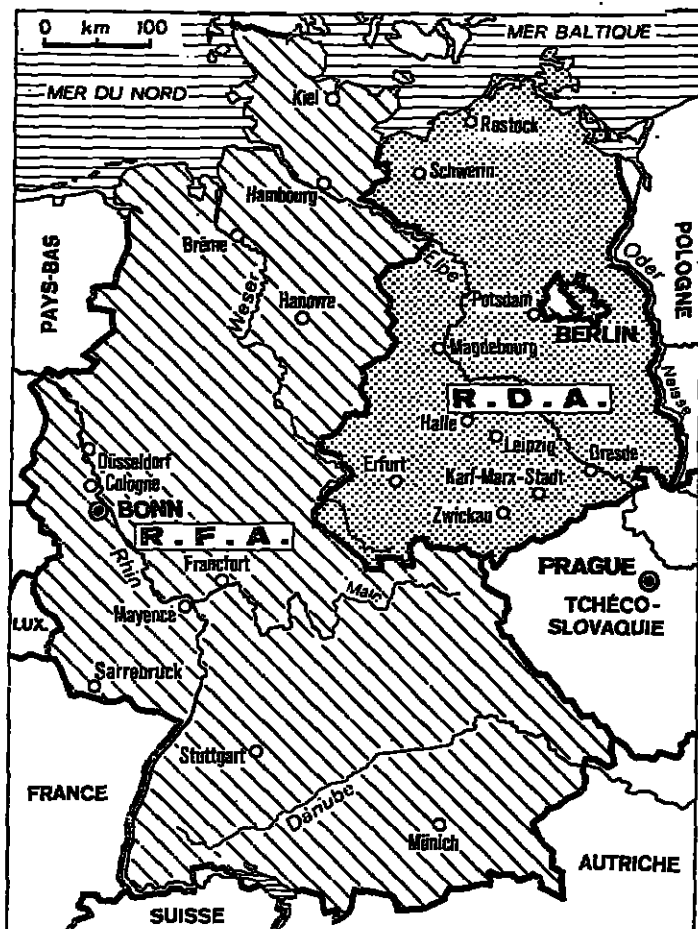 0 km 100
MER BALTIQUE
MER DU NORD
Kiel
Rostock
Schwerin
Hambourg
Brême
Elbe
Oder
PAYS-BAS
POLOGNE
Weser
Hanovre
Potsdam
BERLIN
Magdebourg
Neisse
R.D.A.
Halle
Leipzig
Dresde
Düsseldorf
Erfurt
Karl-Marx-Stadt
Cologne
BONN
Zwickau
R.F.A.
Rhin
Francfort
Main
PRAGUE
Mayence
TCHÉCO-
SLOVAQUIE
LUX.
Sarrebruck
Stuttgart
FRANCE
Danube
Münich
AUTRICHE
SUISSE